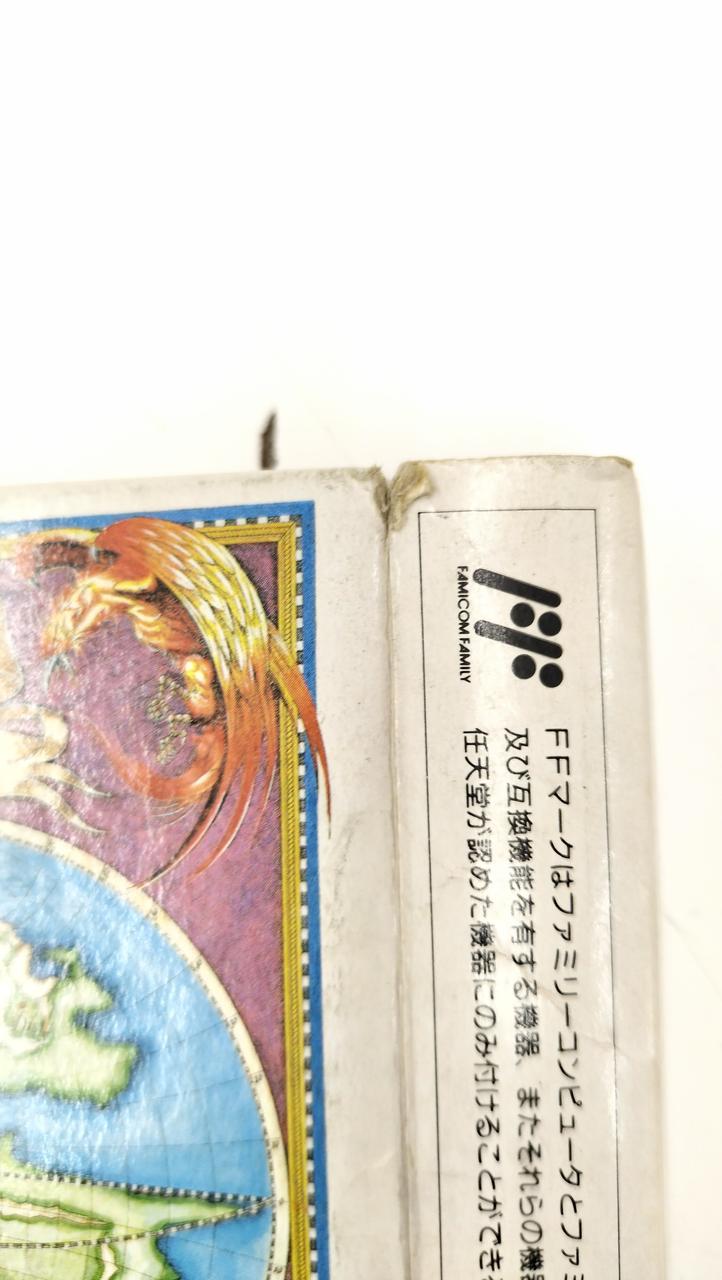 FAMICOM FAMILY
FFマークはファミリーコンピュータとファミ
及び互換機能を有する機器、またそれらの機器
任天堂が認めた機器にのみ付けることができ